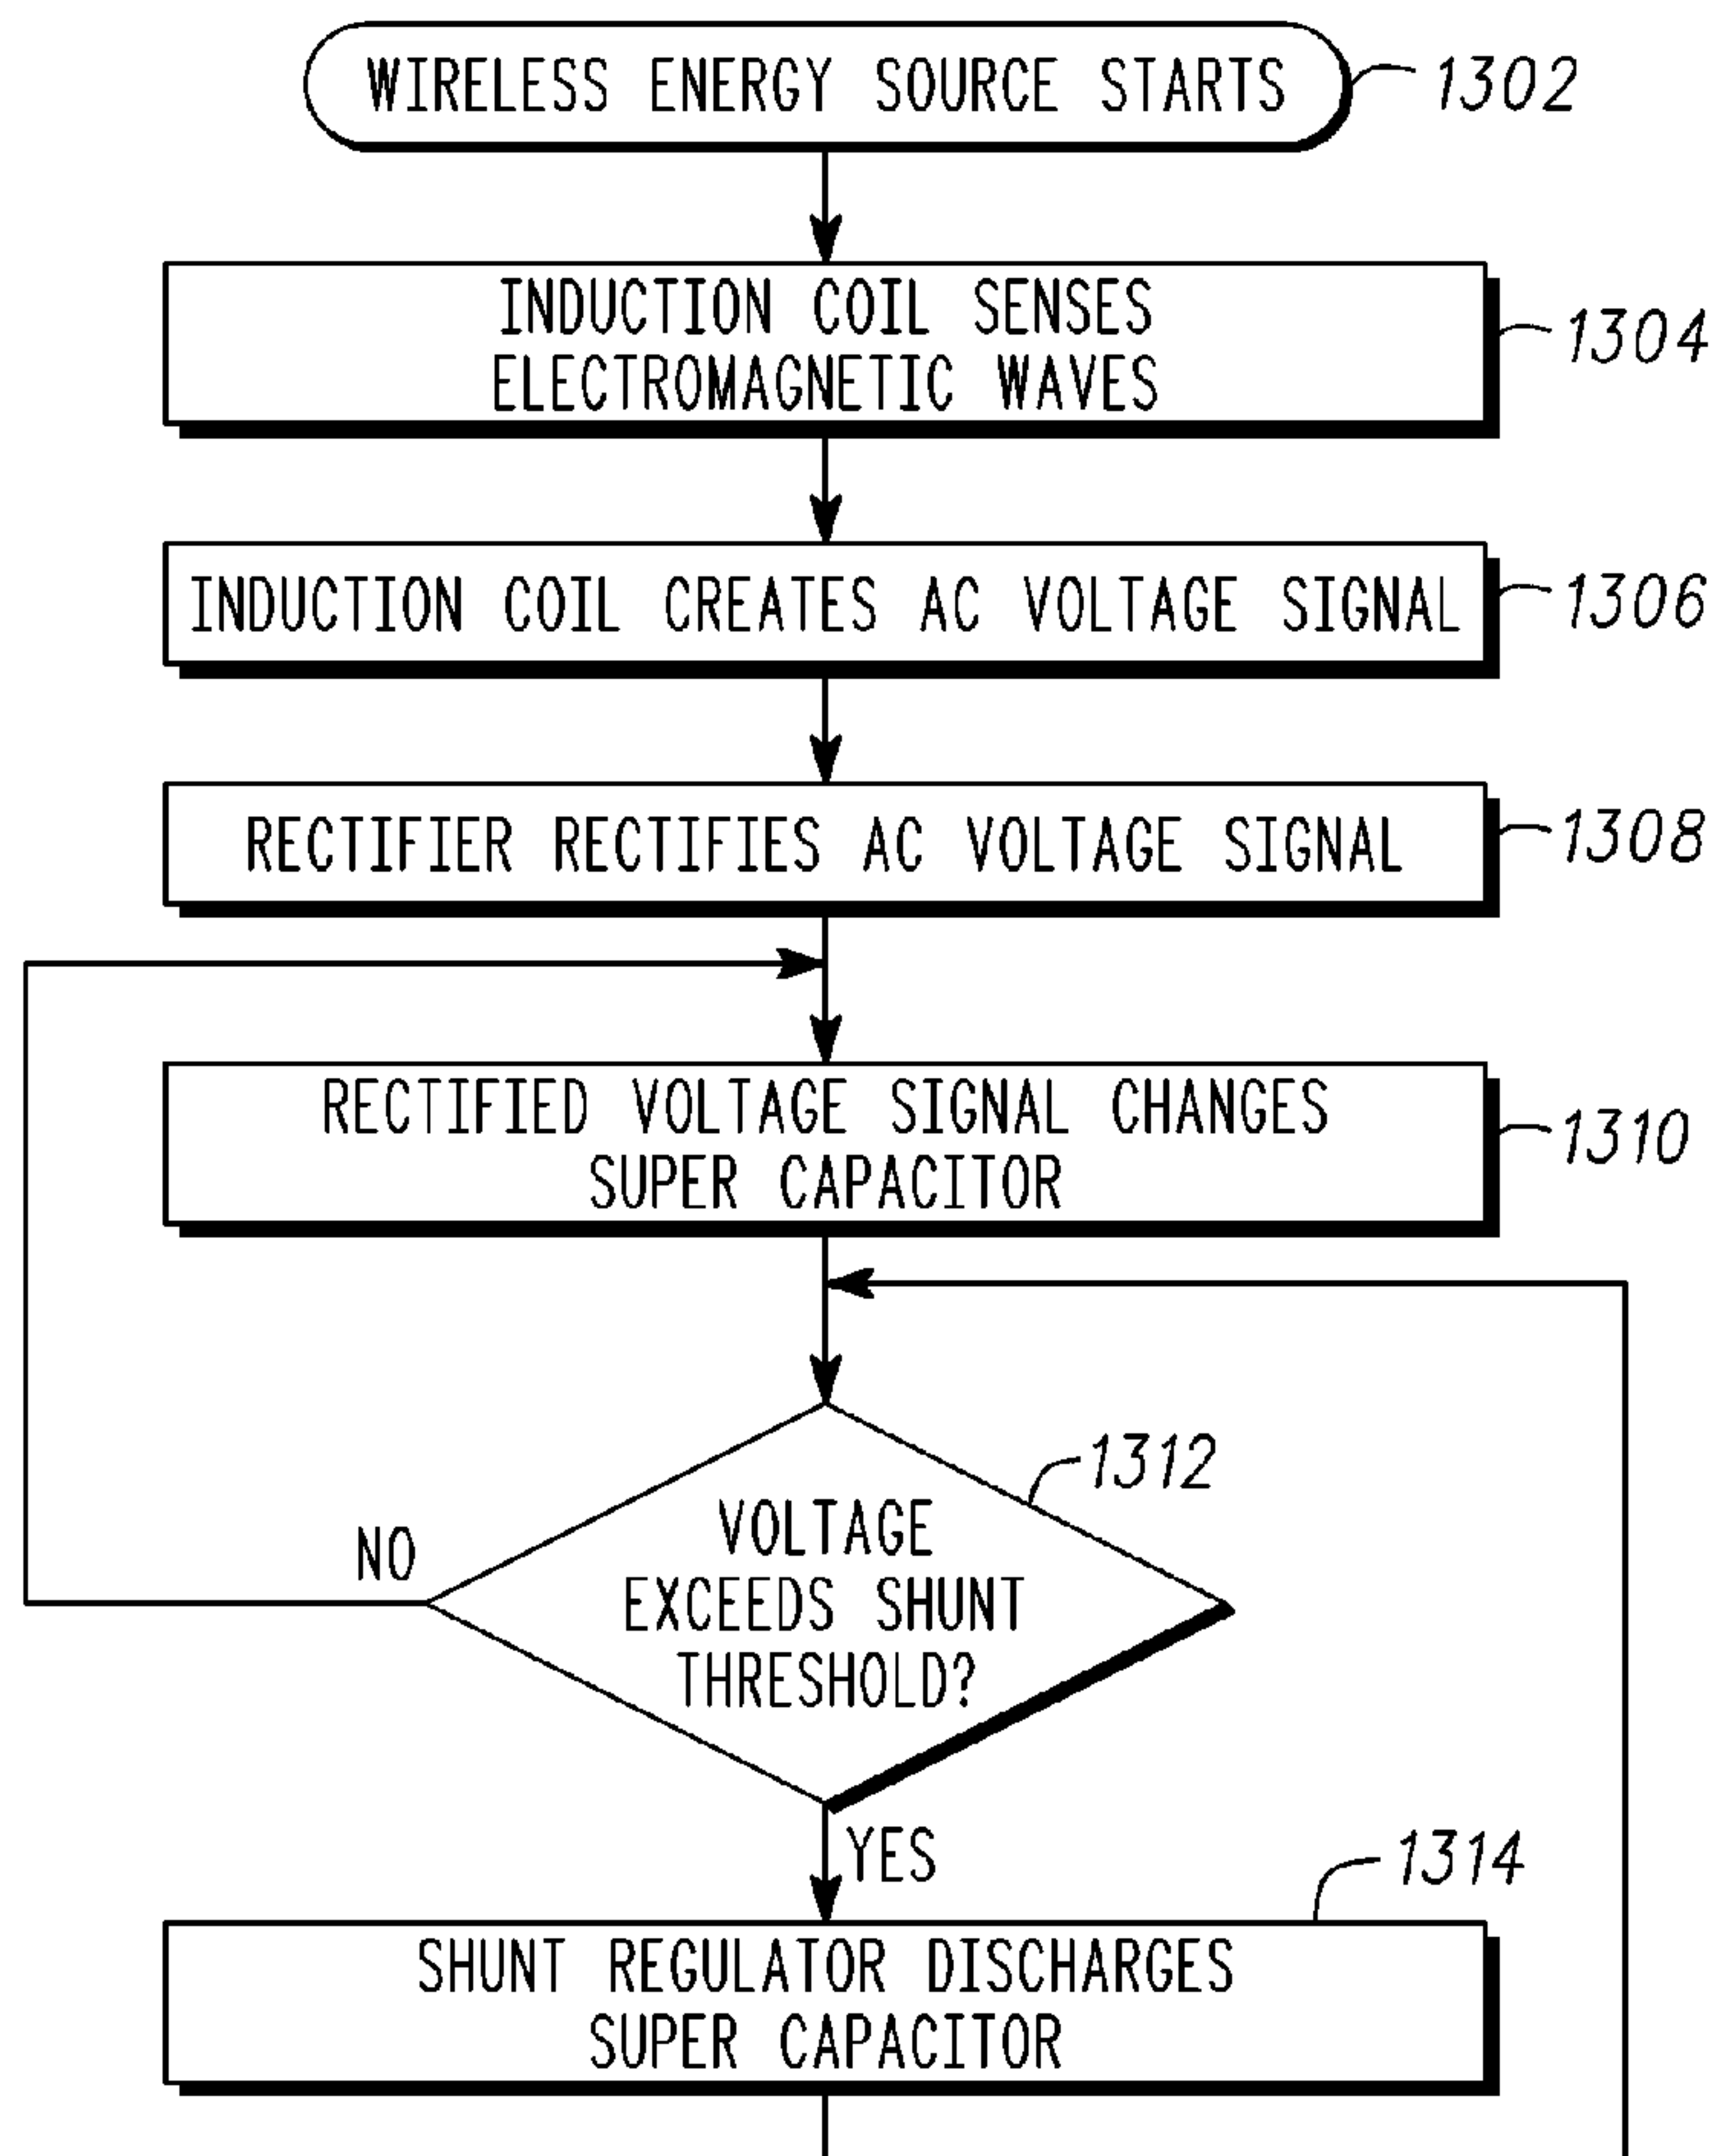 WIRELESS ENERGY SOURCE STARTS
1302
INDUCTION COIL SENSES
ELECTROMAGNETIC WAVES
1304
INDUCTION COIL CREATES AC VOLTAGE SIGNAL
1306
RECTIFIER RECTIFIES AC VOLTAGE SIGNAL
1308
RECTIFIED VOLTAGE SIGNAL CHANGES
SUPER CAPACITOR
1310
1312
VOLTAGE
EXCEEDS SHUNT
THRESHOLD?
NO
YES
1314
SHUNT REGULATOR DISCHARGES
SUPER CAPACITOR